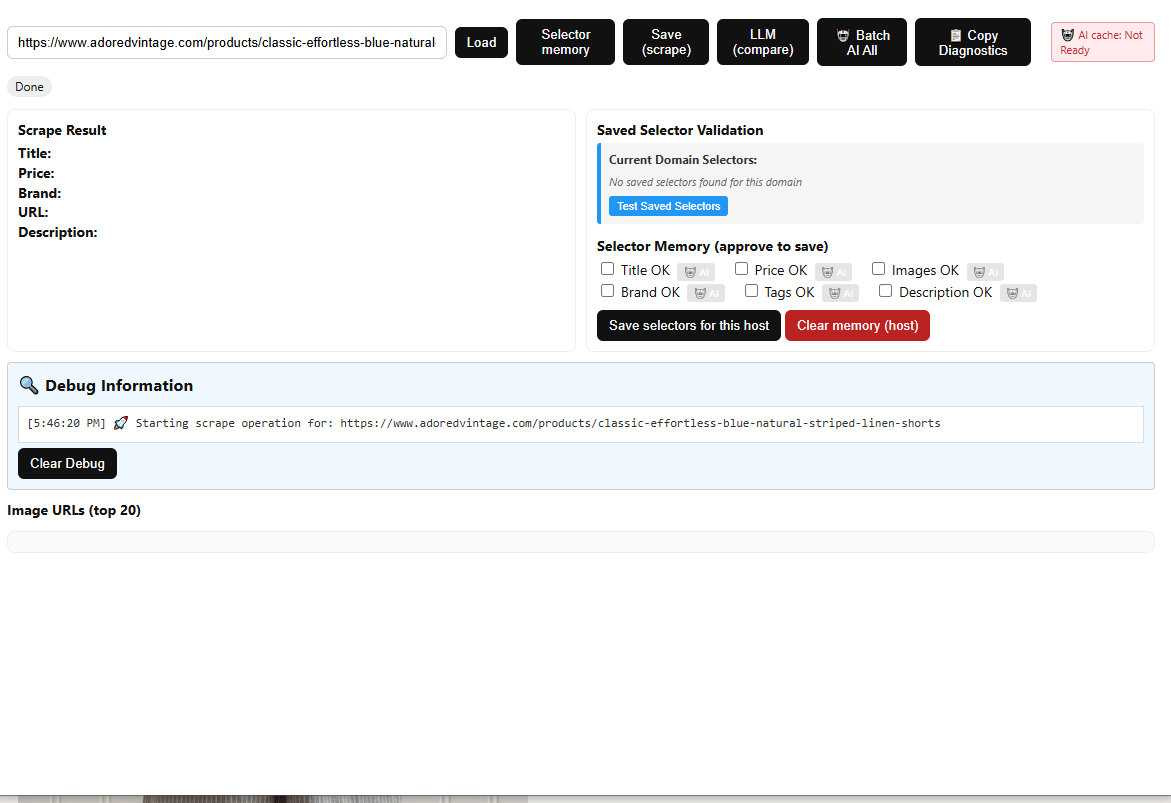 https://www.adoredvintage.com/products/classic-effortless-blue-natural-
Load
Selector
memory
Save
(scrape)
LLM
(compare)
Batch
AI All
Copy
Diagnostics
AI cache: Not
Ready
Done
Scrape Result
Title:
Price:
Brand:
URL:
Description:
Saved Selector Validation
Current Domain Selectors:
No saved selectors found for this domain
Test Saved Selectors
Selector Memory (approve to save)
Title OK AI Price OK AI Images OK AI
Brand OK AI Tags OK AI Description OK AI
Save selectors for this host Clear memory (host)
Debug Information
[5:46:20 PM] 🚀 Starting scrape operation for: https://www.adoredvintage.com/products/classic-effortless-blue-natural-striped-linen-shorts
Clear Debug
Image URLs (top 20)